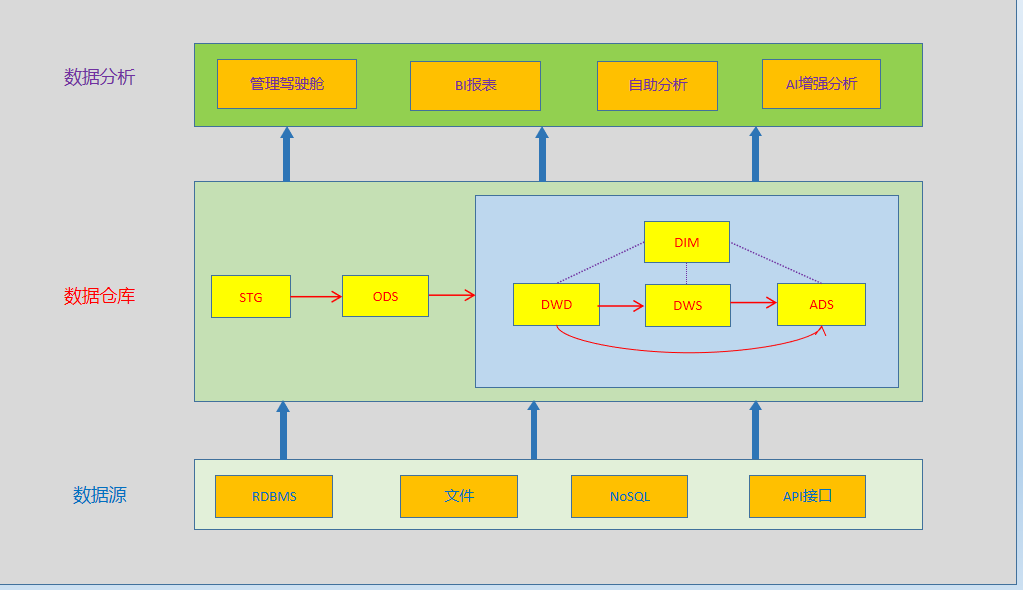 数据分析
管理驾驶舱
BI报表
自助分析
AI增强分析
数据仓库
STG
ODS
DIM
DWD
DWS
ADS
数据源
RDBMS
文件
NoSQL
API接口